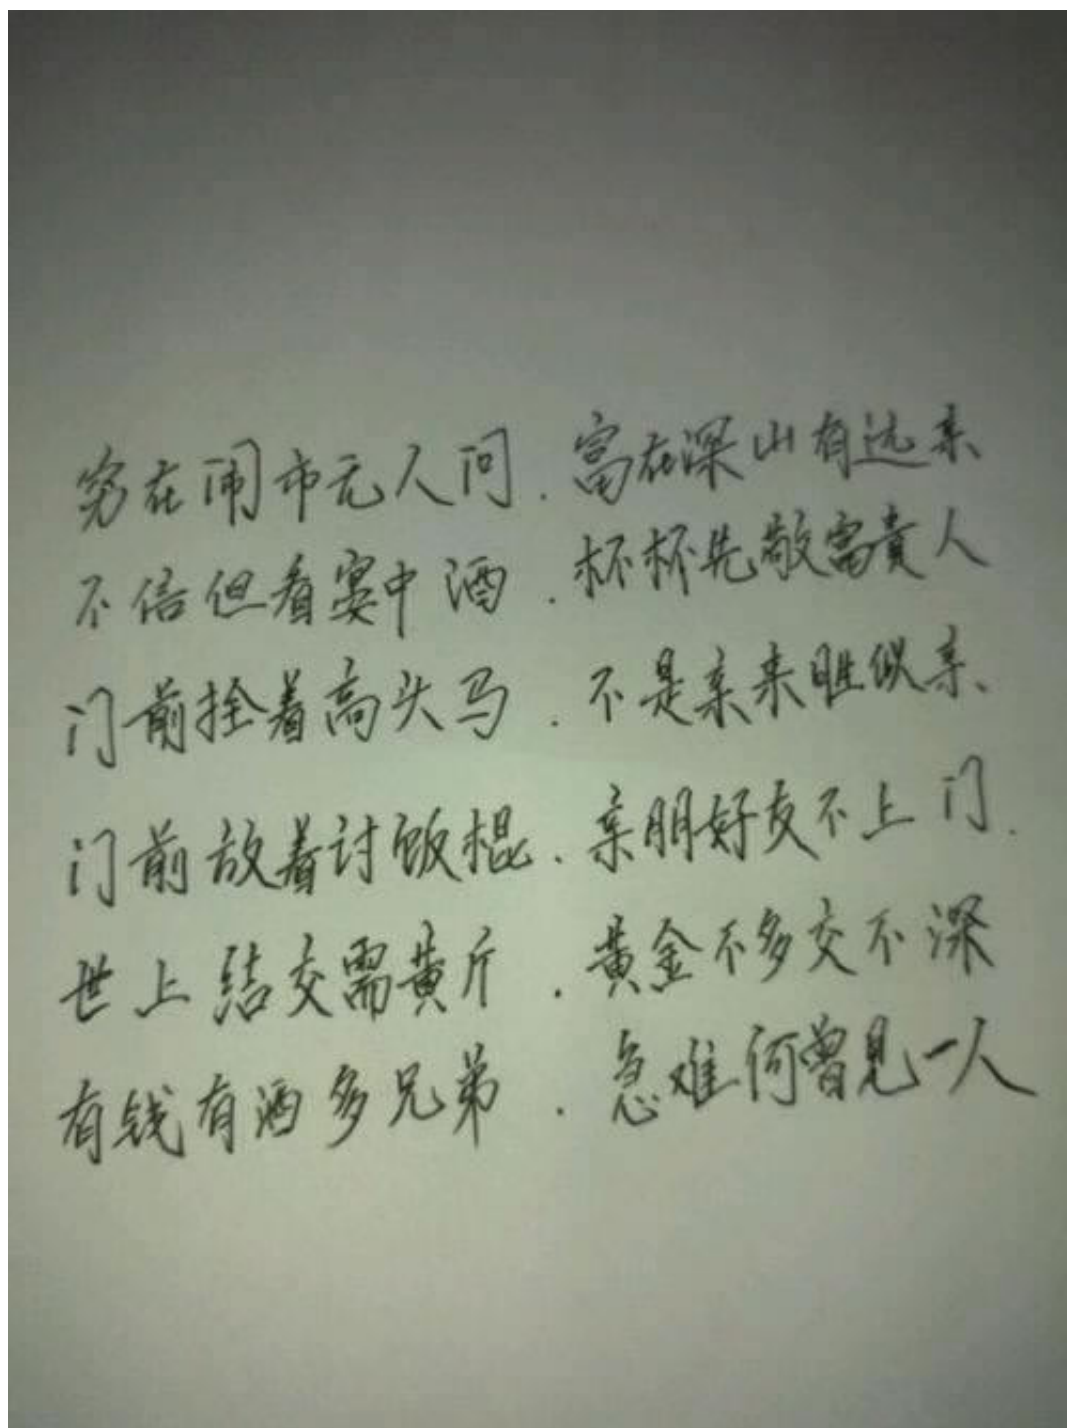 穷在闹市无人问.富在深山有远亲
不信但看宴中酒.杯杯先敬富贵人
门前拴着高头马.不是亲来胜似亲、
门前放着讨饭棍.亲朋好友不上门.
世上结交需黄斤.黄金不多交不深
有钱有酒多兄弟.急难何曾见一人